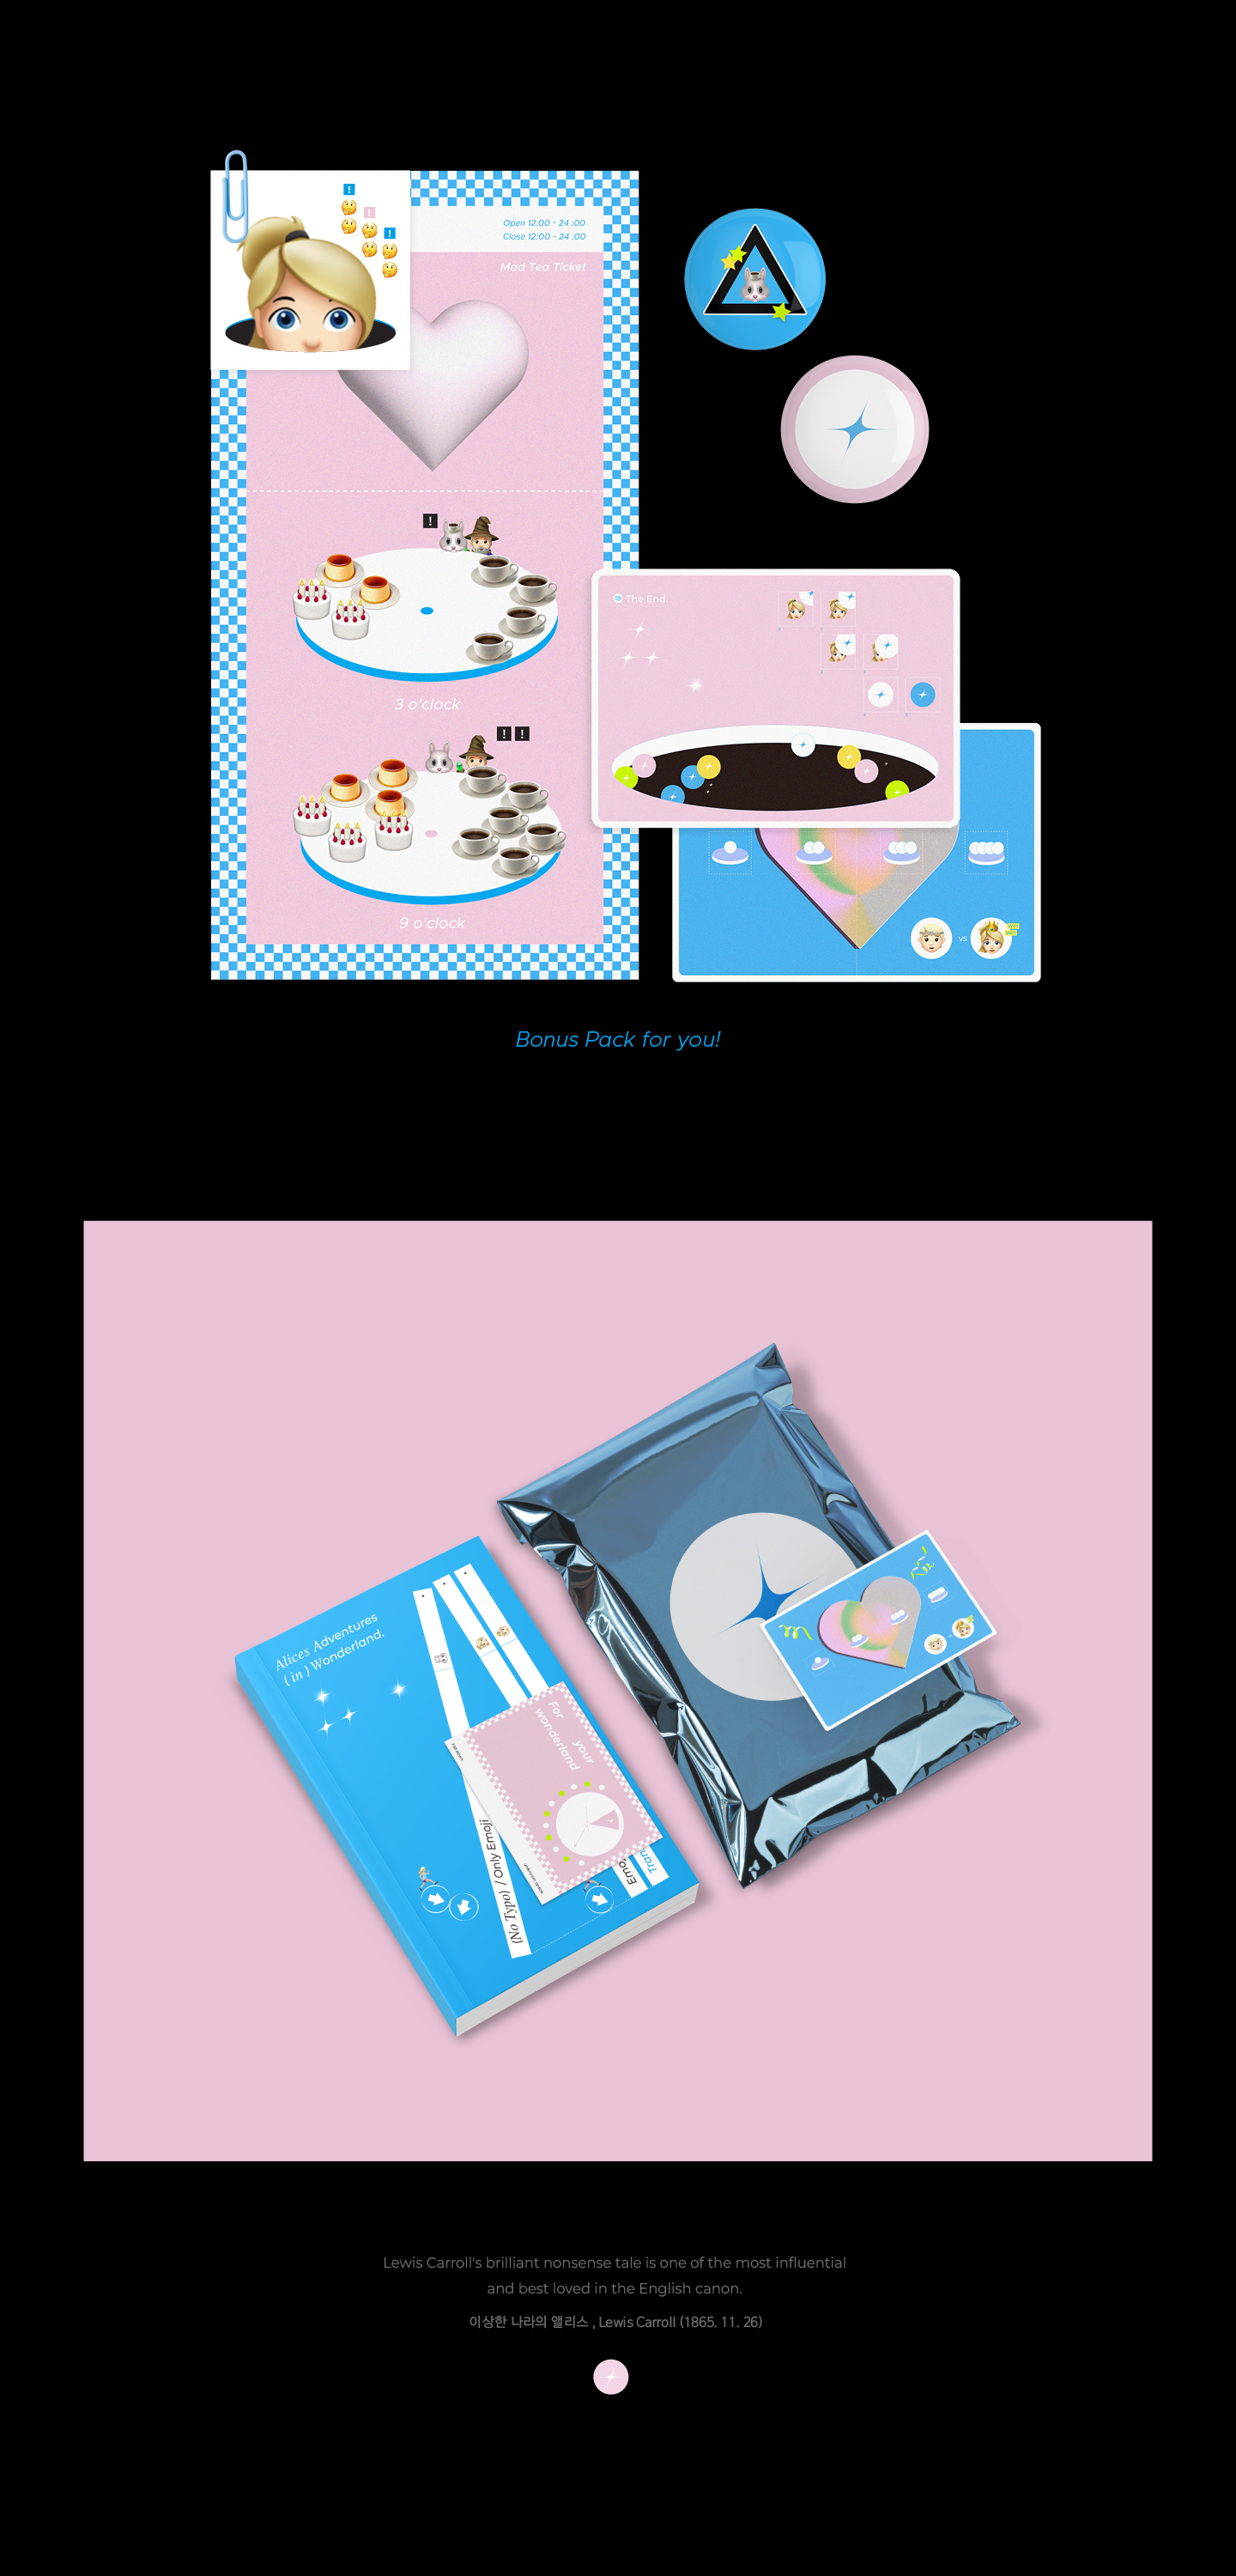 Open 12:00 - 24 :00
Close 12:00 - 24 :00
Mad Tea Ticket
!
!
!
!
3 o'clock
! !
9 o'clock
The End.
vs
Bonus Pack for you!
Alices Adventures
( in ) Wonderland.
For your
wonderland
(No Typo) / Only Emoji
Emo
Tran
Lewis Carroll's brilliant nonsense tale is one of the most influential
and best loved in the English canon.
이상한 나라의 앨리스 , Lewis Carroll (1865. 11. 26)